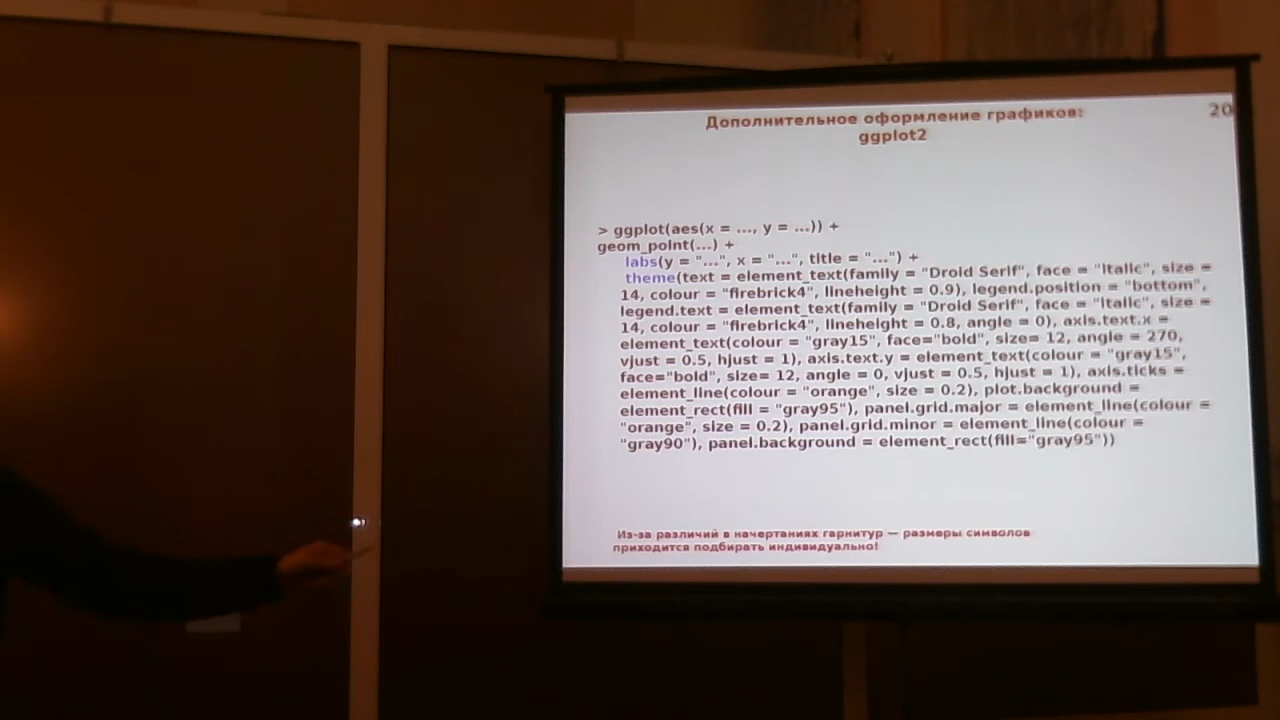 Дополнительное оформление графиков:
20
ggplot2
> ggplot(aes(x = ..., y = ...)) +
geom_point(...) +
labs(y = "...", x = "...", title = "...") +
theme(text = element_text(family = "Droid Serif", face = "italic", size =
14, colour = "firebrick4", lineheight = 0.9), legend.position = "bottom",
legend.text = element_text(family = "Droid Serif", face = "italic", size =
14, colour = "firebrick4", lineheight = 0.8, angle = 0), axis.text.x =
element_text(colour = "gray15", face="bold", size= 12, angle = 270,
vjust = 0.5, hjust = 1), axis.text.y = element_text(colour = "gray15",
face="bold", size= 12, angle = 0, vjust = 0.5, hjust = 1), axis.ticks =
element_line(colour = "orange", size = 0.2), plot.background =
element_rect(fill = "gray95"), panel.grid.major = element_line(colour =
"orange", size = 0.2), panel.grid.minor = element_line(colour =
"gray90"), panel.background = element_rect(fill="gray95"))
Из-за различий в начертаниях гарнитур — размеры символов
приходится подбирать индивидуально!